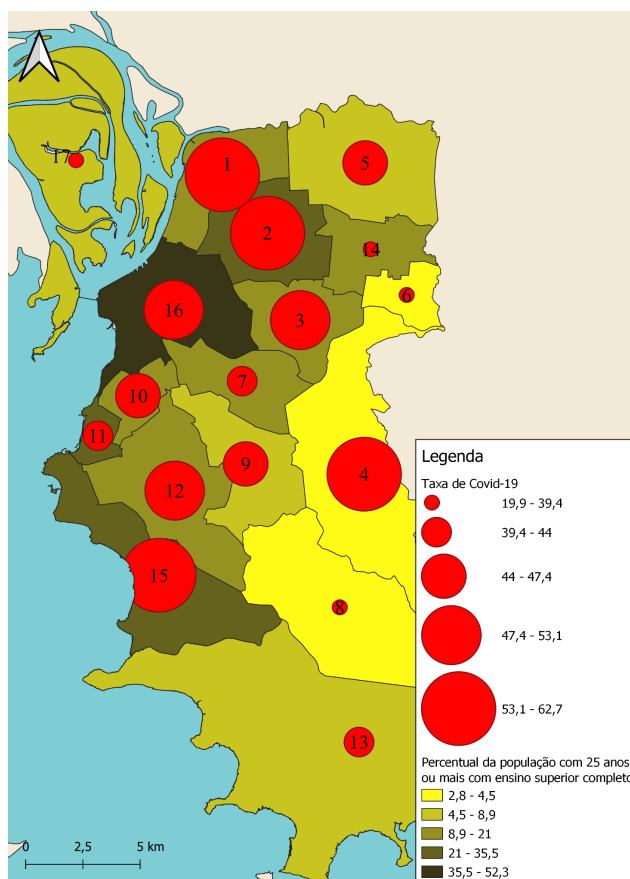 17
1
5
2
14
6
16
3
7
10
11
9
4
12
15
8
13
0 2,5 5 km
Legenda
Taxa de Covid-19
19,9 - 39,4
39,4 - 44
44 - 47,4
47,4 - 53,1
53,1 - 62,7
Percentual da população com 25 anos
ou mais com ensino superior completo
2,8 - 4,5
4,5 - 8,9
8,9 - 21
21 - 35,5
35,5 - 52,3